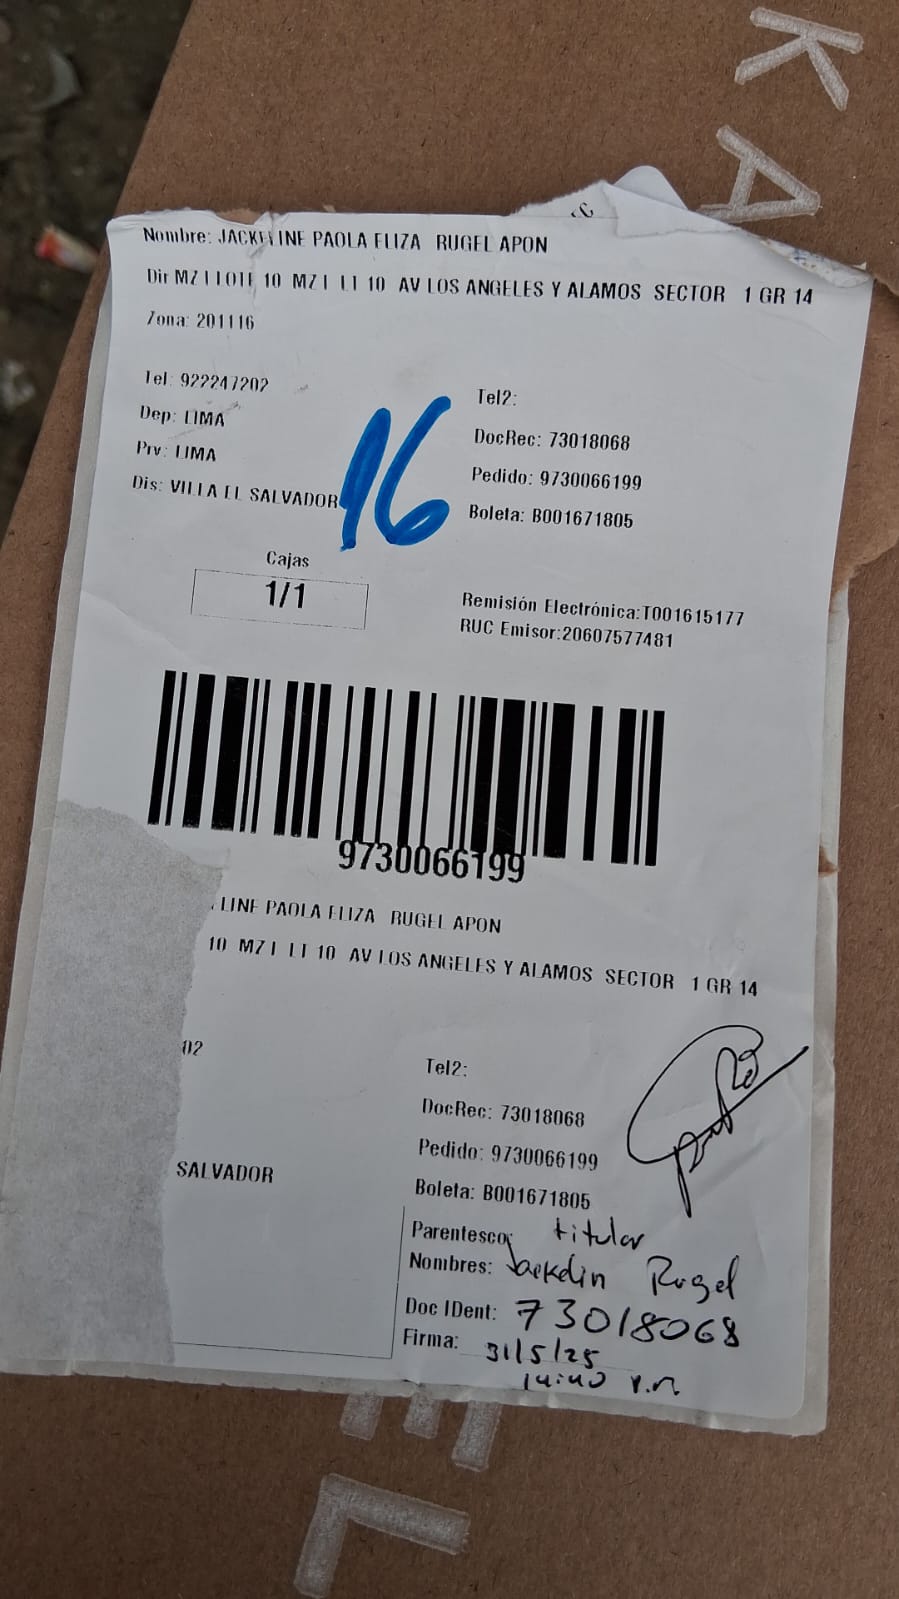 K A
Nombre: JACKELINE PAOLA ELIZA RUGEL APON
Dir MZ I LOTE 10 MZ I LT 10 AV LOS ANGELES Y ALAMOS SECTOR 1 GR 14
Zona: 201116
Tel: 922247202
Tel2:
Dep: LIMA
DocRec: 73018068
Prv: LIMA
Pedido: 9730066199
Dis: VILLA EL SALVADOR
Boleta: B001671805
16
Cajas
1/1
Remisión Electrónica:T001615177
RUC Emisor:20607577481
9730066199
LINE PAOLA ELIZA RUGEL APON
10 MZ I LT 10 AV LOS ANGELES Y ALAMOS SECTOR 1 GR 14
02
Tel2:
DocRec: 73018068
Pedido: 9730066199
SALVADOR
Boleta: B001671805
Parentesco: titular
Nombres: Jackelin Rugel
Doc IDent: 73018068
Firma: 31/5/25
14:40 P.M
E L